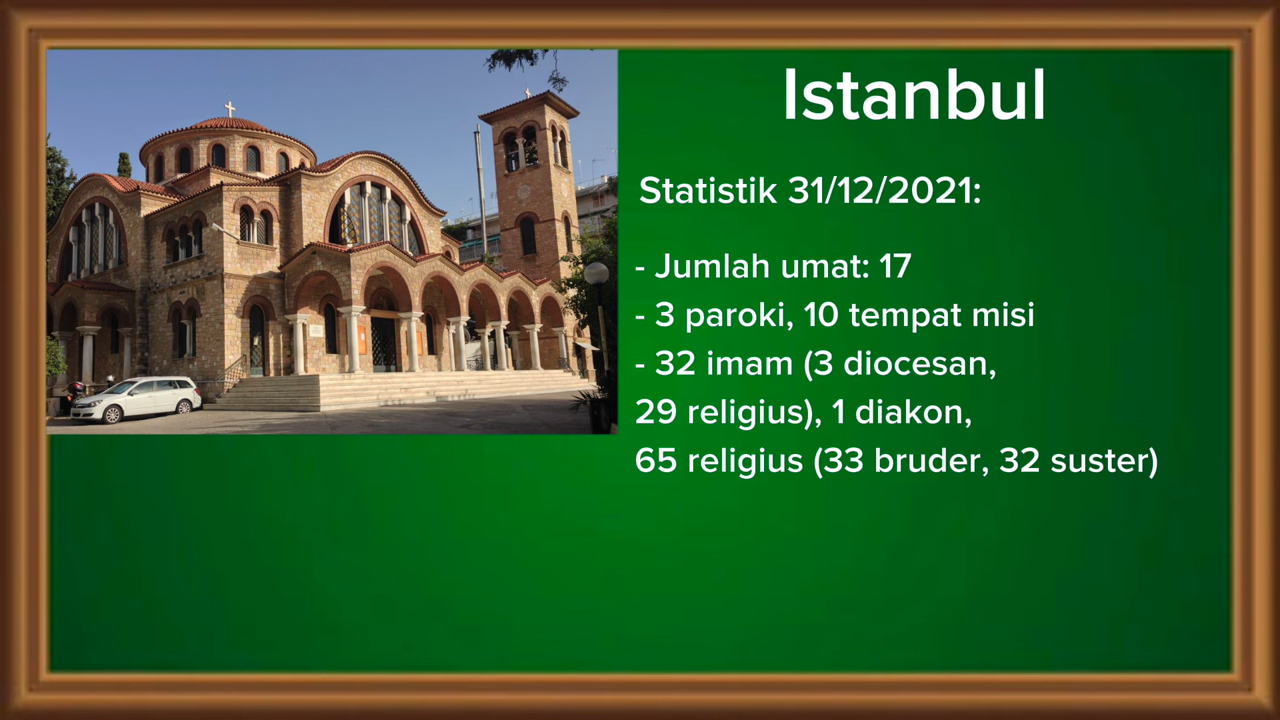 Istanbul
Statistik 31/12/2021:
- Jumlah umat: 17
- 3 paroki, 10 tempat misi
- 32 imam (3 diocesan,
29 religius), 1 diakon,
65 religius (33 bruder, 32 suster)